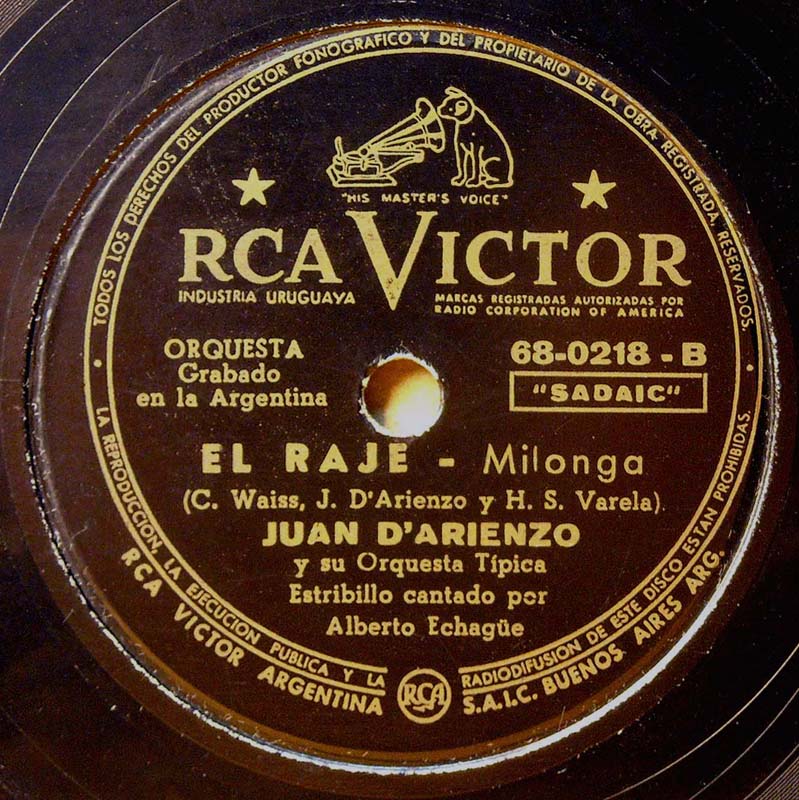 TODOS LOS DERECHOS DEL PRODUCTOR FONOGRAFICO Y DEL PROPIETARIO DE LA OBRA REGISTRADA RESERVADOS.
"HIS MASTER'S VOICE"
RCA VICTOR
INDUSTRIA URUGUAYA
MARCAS REGISTRADAS AUTORIZADAS POR
RADIO CORPORATION OF AMERICA
ORQUESTA
Grabado
en la Argentina
68-0218 - B
"SADAIC"
EL RAJE - Milonga
(C. Waiss, J. D'Arienzo y H. S. Varela).
JUAN D'ARIENZO
y su Orquesta Típica
Estribillo cantado por
Alberto Echagüe
LA REPRODUCCION, LA EJECUCION PUBLICA Y LA RADIODIFUSION DE ESTE DISCO ESTAN PROHIBIDAS.
RCA VICTOR ARGENTINA S.A.I.C. BUENOS AIRES ARG.
RCA